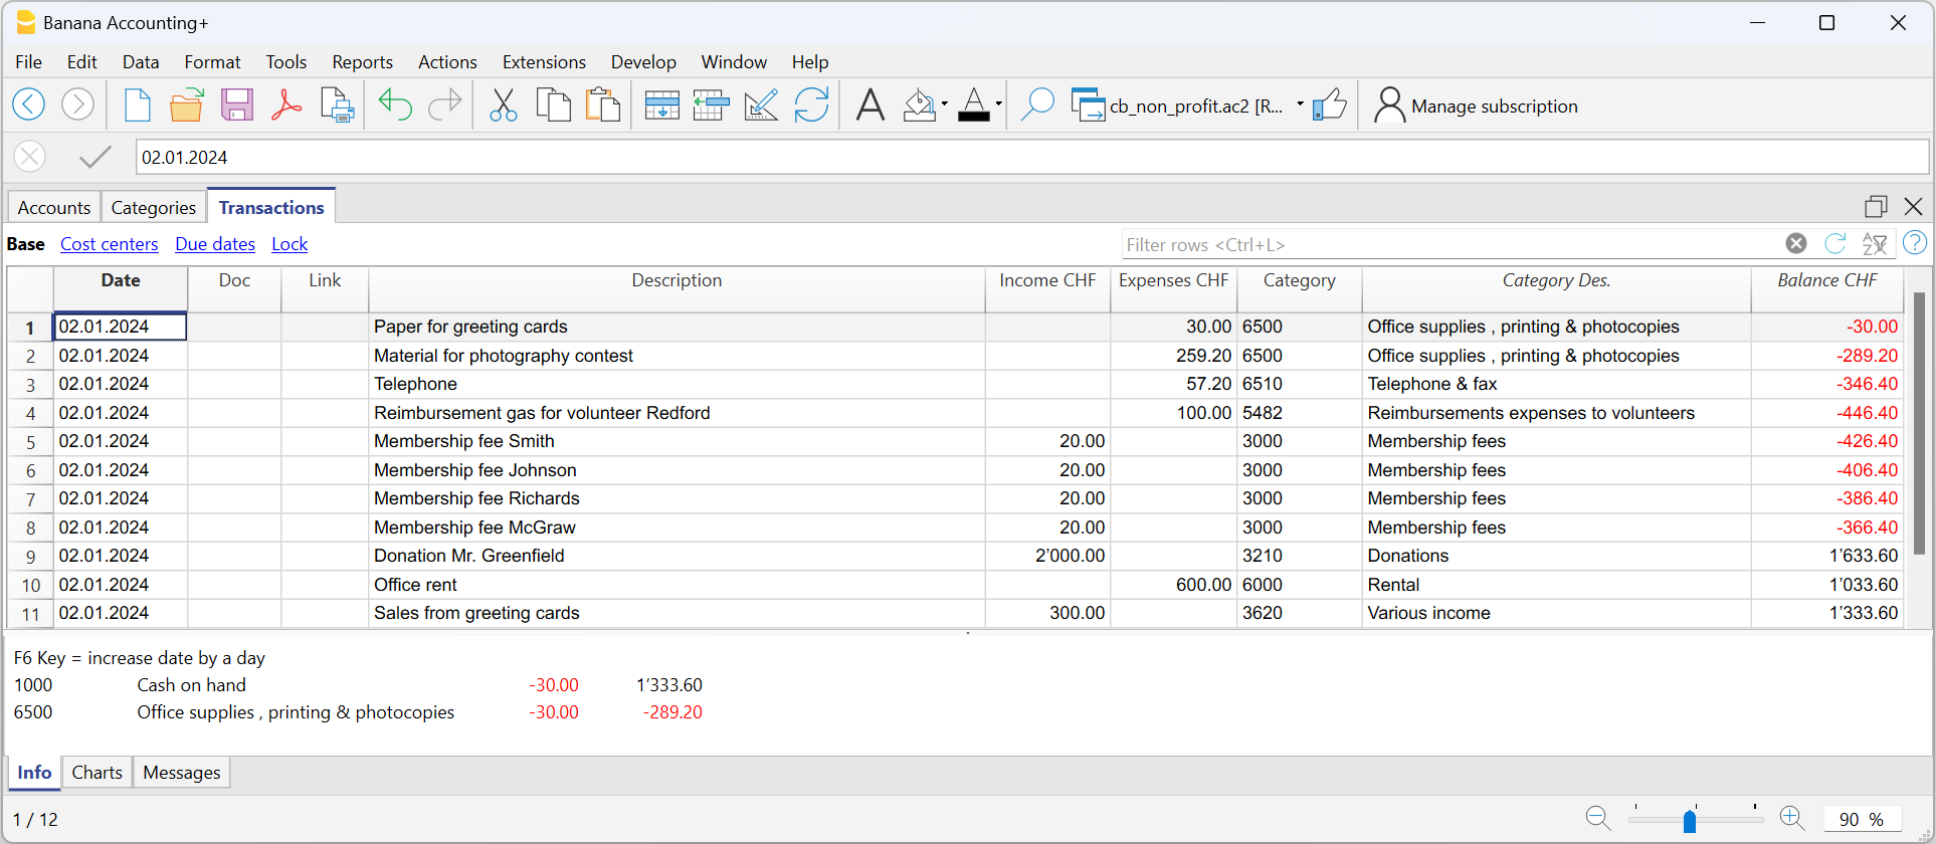 Banana Accounting+
File Edit Data Format Tools Reports Actions Extensions Develop Window Help
cb_non_profit.ac2 [R... Manage subscription
02.01.2024
Accounts Categories Transactions
Base Cost centers Due dates Lock Filter rows <Ctrl+L>
Date Doc Link Description Income CHF Expenses CHF Category Category Des. Balance CHF
1 02.01.2024 Paper for greeting cards 30.00 6500 Office supplies , printing & photocopies -30.00
2 02.01.2024 Material for photography contest 259.20 6500 Office supplies , printing & photocopies -289.20
3 02.01.2024 Telephone 57.20 6510 Telephone & fax -346.40
4 02.01.2024 Reimbursement gas for volunteer Redford 100.00 5482 Reimbursements expenses to volunteers -446.40
5 02.01.2024 Membership fee Smith 20.00 3000 Membership fees -426.40
6 02.01.2024 Membership fee Johnson 20.00 3000 Membership fees -406.40
7 02.01.2024 Membership fee Richards 20.00 3000 Membership fees -386.40
8 02.01.2024 Membership fee McGraw 20.00 3000 Membership fees -366.40
9 02.01.2024 Donation Mr. Greenfield 2’000.00 3210 Donations 1’633.60
10 02.01.2024 Office rent 600.00 6000 Rental 1’033.60
11 02.01.2024 Sales from greeting cards 300.00 3620 Various income 1’333.60
F6 Key = increase date by a day
1000 Cash on hand -30.00 1’333.60
6500 Office supplies , printing & photocopies -30.00 -289.20
Info Charts Messages
1 / 12 90 %